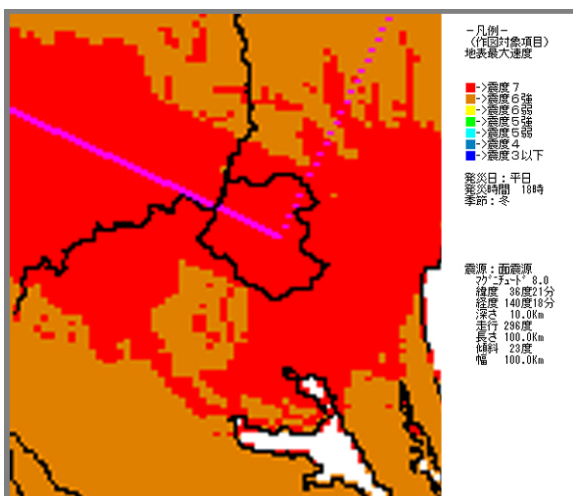 －凡例－
〈作図対象項目〉
地表最大速度
->震度７
->震度６強
->震度６弱
->震度５強
->震度５弱
->震度４
->震度３以下
発災日：平日
発災時間 18時
季節：冬
震源：面震源
ﾏｸﾞﾆﾁｭｰﾄﾞ 8.0
緯度 36度21分
経度 140度18分
深さ 10.0Km
走行 296度
長さ 100.0Km
傾斜 23度
幅 100.0Km